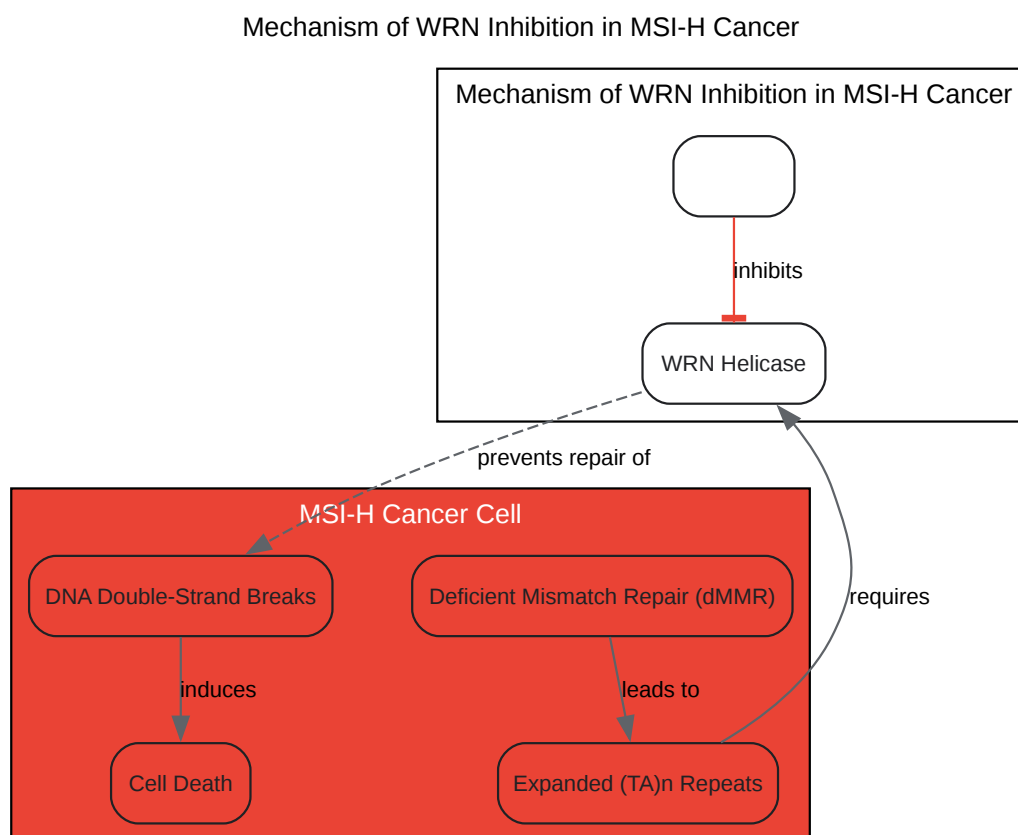 Mechanism of WRN Inhibition in MSI-H Cancer
Mechanism of WRN Inhibition in MSI-H Cancer
inhibits
WRN Helicase
prevents repair of
MSI-H Cancer Cell
DNA Double-Strand Breaks
Deficient Mismatch Repair (dMMR)
requires
induces
leads to
Cell Death
Expanded (TA)n Repeats